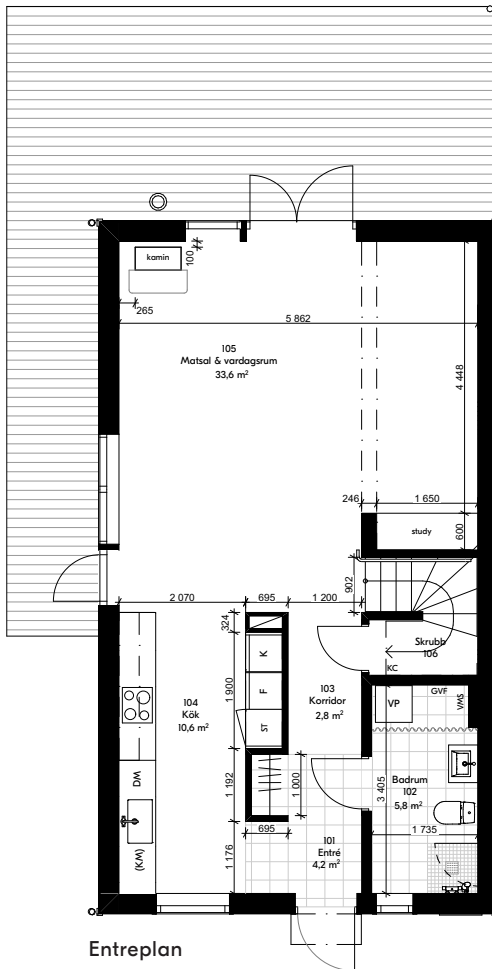 kamin
100
265
5 862
105
Matsal & vardagsrum
33,6 m²
4 448
246
1 650
study
600
902
2 070
695
1 200
324
Skrubb
106
KC
K
1 900
F
103
Korridor
2,8 m²
104
Kök
10,6 m²
ST
VP
GVF
VMS
DM
1 192
1 000
3 405
Badrum
102
5,8 m²
(KM)
695
1 735
101
Entré
4,2 m²
1 176
Entreplan